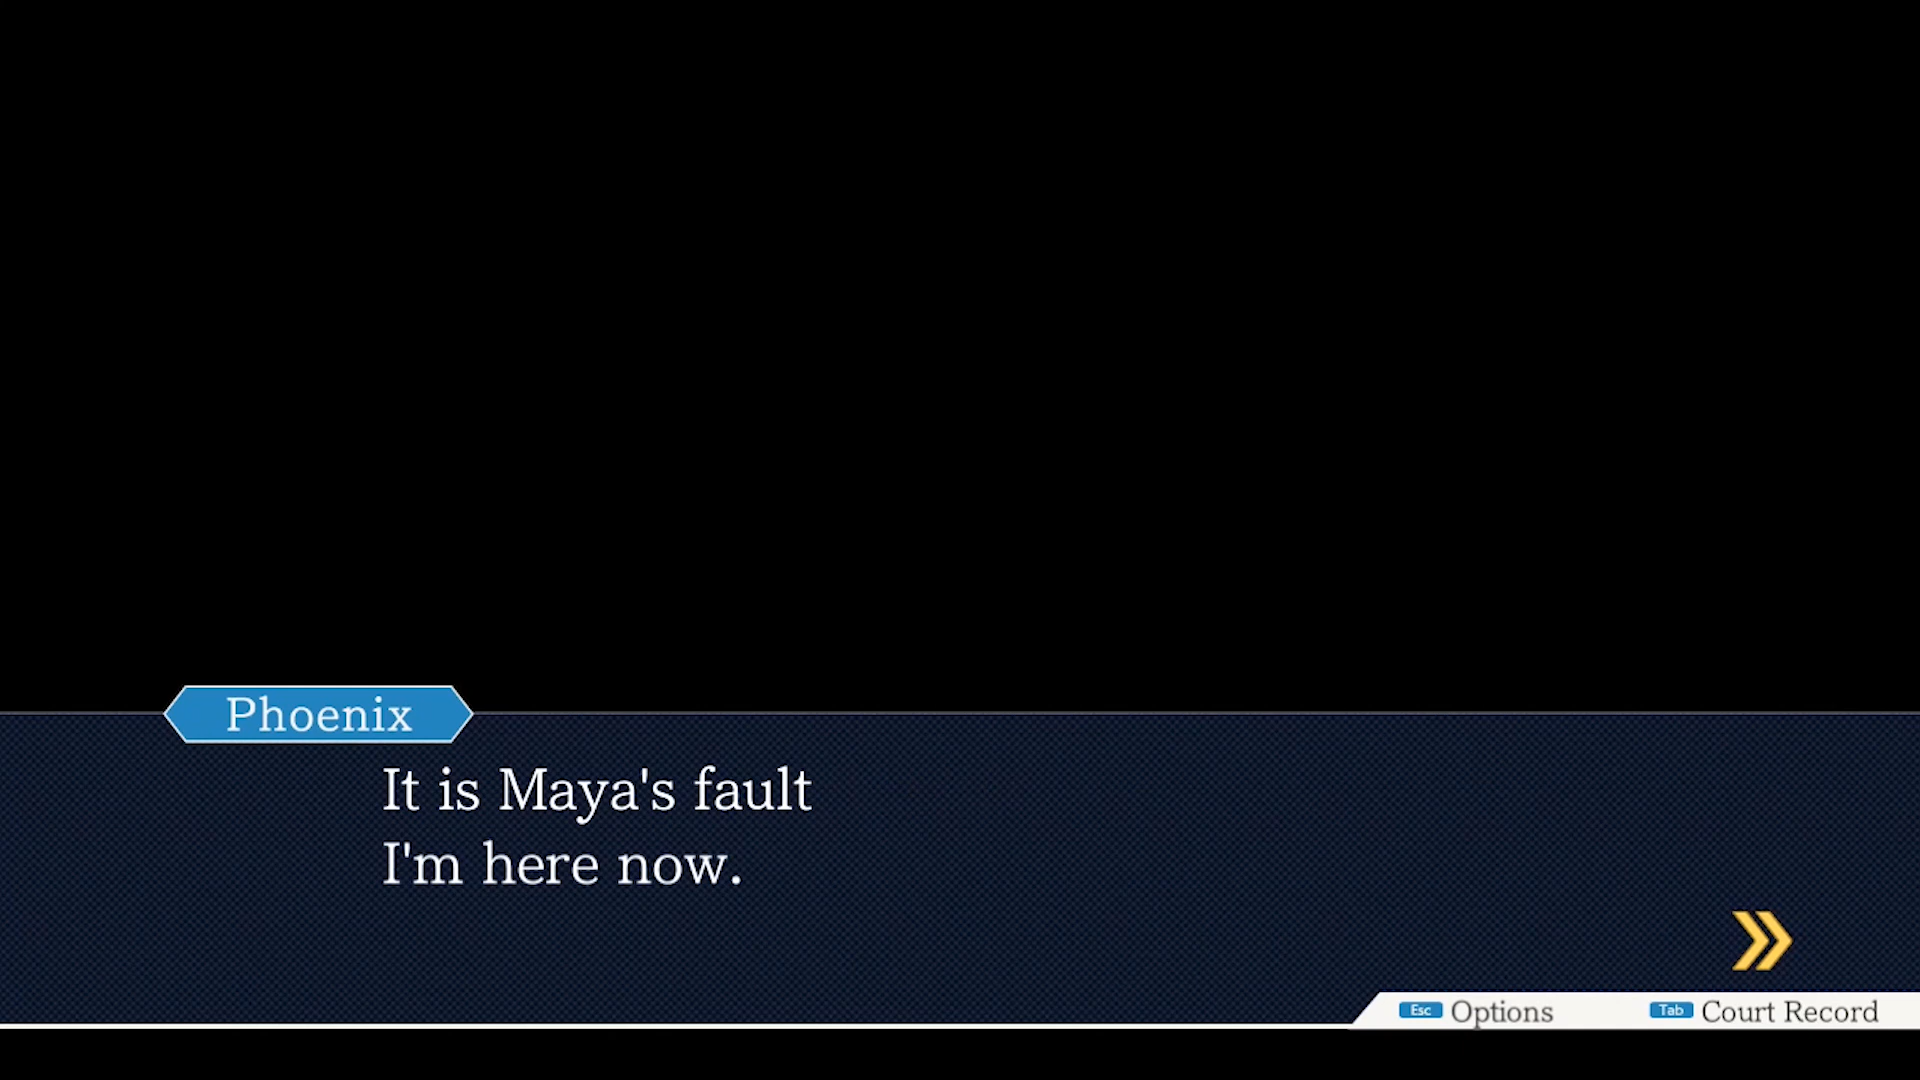 Phoenix
It is Maya's fault
I'm here now.
Esc Options Tab Court Record